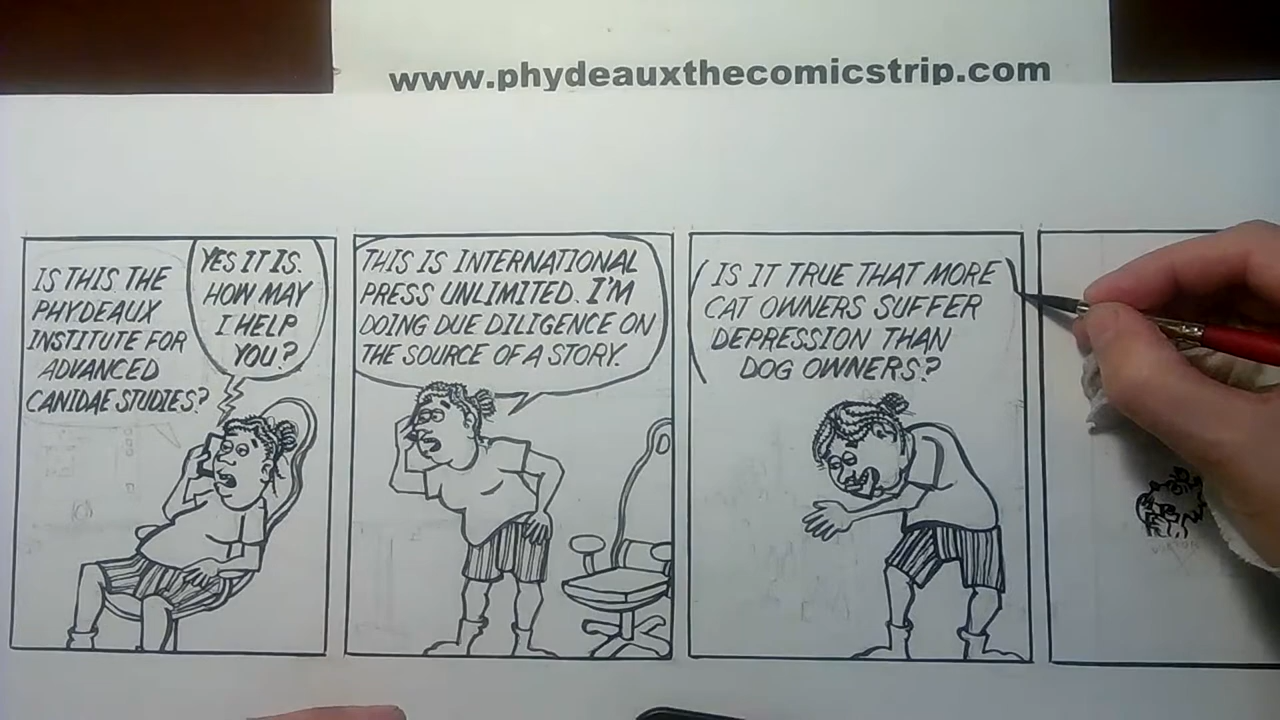 www.phydeauxthecomicstrip.com
IS THIS THE
PHYDEAUX
INSTITUTE FOR
ADVANCED
CANIDAE STUDIES?
YES IT IS.
HOW MAY
I HELP
YOU?
THIS IS INTERNATIONAL
PRESS UNLIMITED. I'M
DOING DUE DILIGENCE ON
THE SOURCE OF A STORY.
IS IT TRUE THAT MORE
CAT OWNERS SUFFER
DEPRESSION THAN
DOG OWNERS?